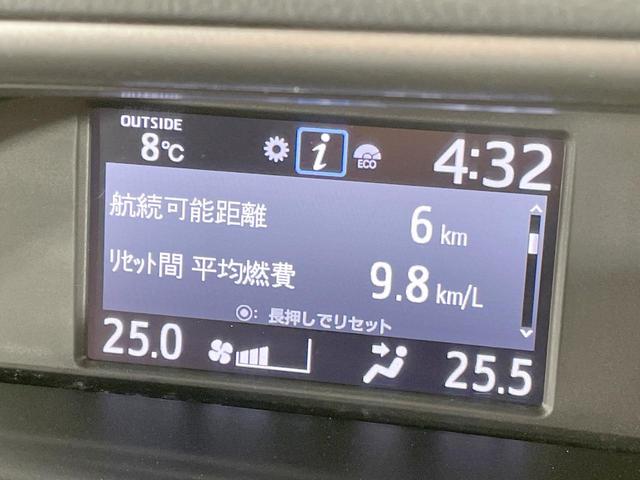 OUTSIDE
8℃
i
ECO
4:32
航続可能距離 6 km
ﾘｾｯﾄ間 平均燃費 9.8 km/L
◉: 長押しでリセット
25.0
25.5